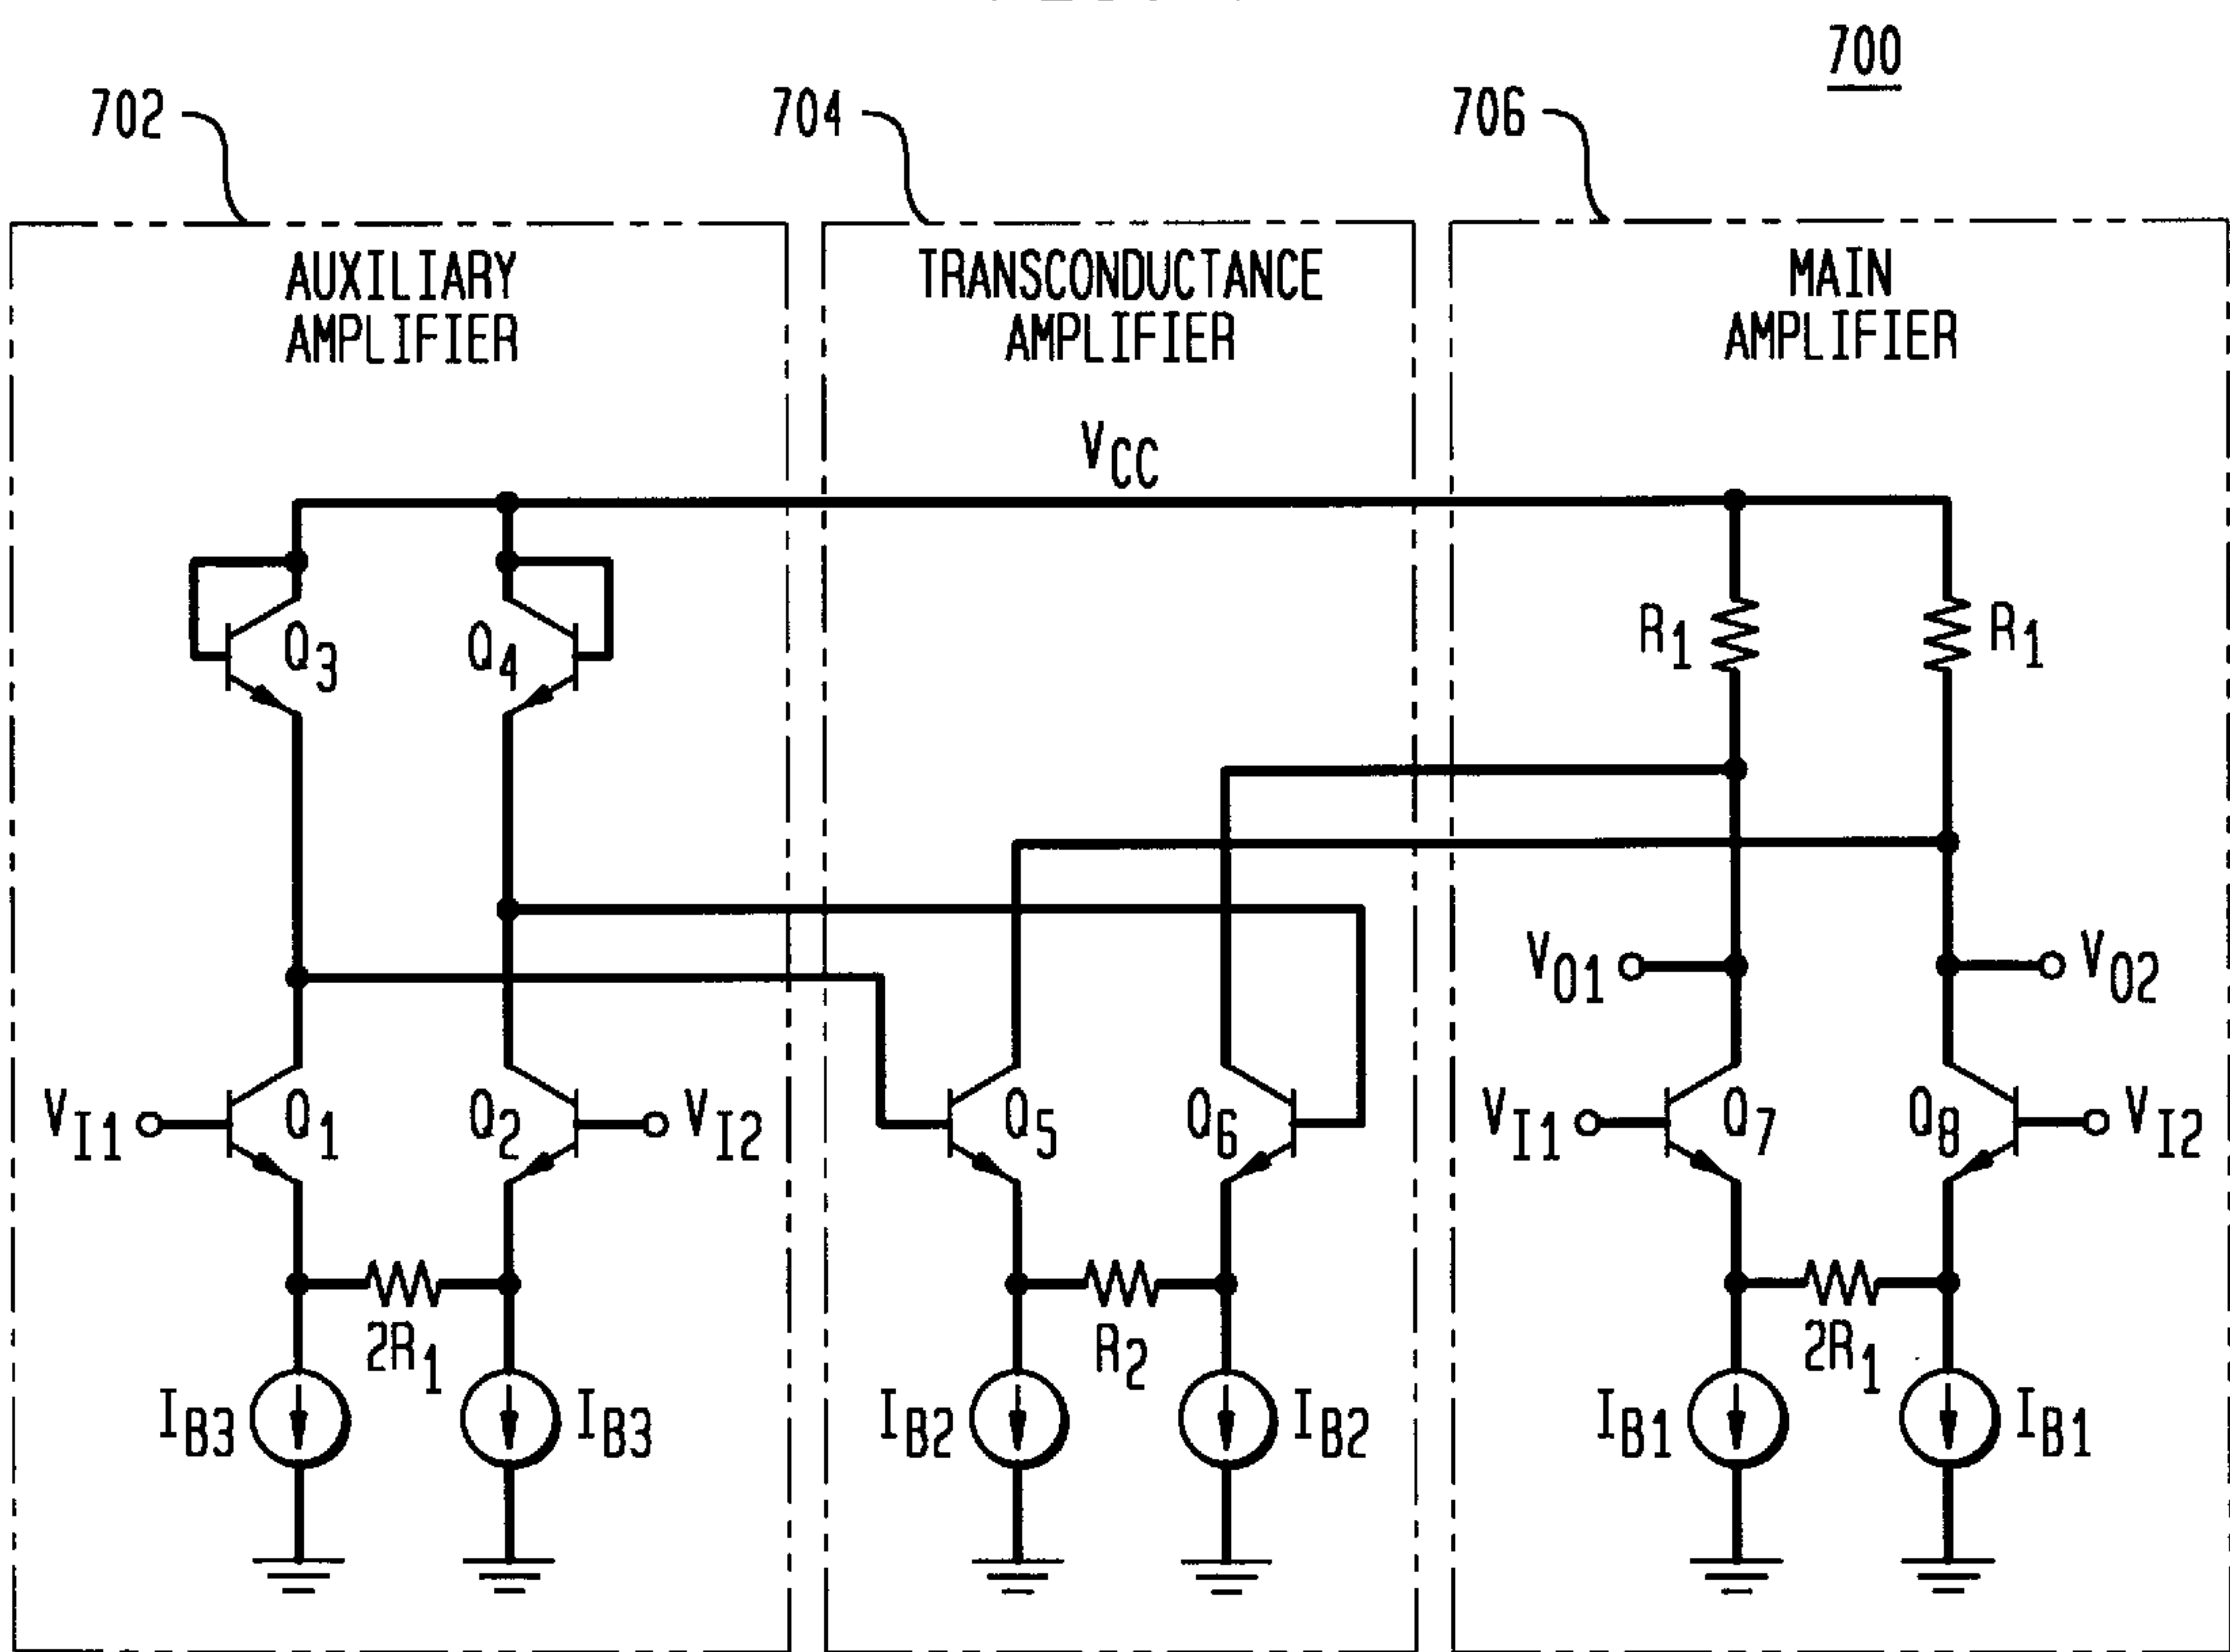 700
702
704
706
AUXILIARY
AMPLIFIER
TRANSCONDUCTANCE
AMPLIFIER
MAIN
AMPLIFIER
VCC
Q3
Q4
R1
R1
VO1
VO2
VI1
Q1
Q2
VI2
Q5
Q6
VI1
Q7
Q8
VI2
2R1
R2
2R1
IB3
IB3
IB2
IB2
IB1
IB1